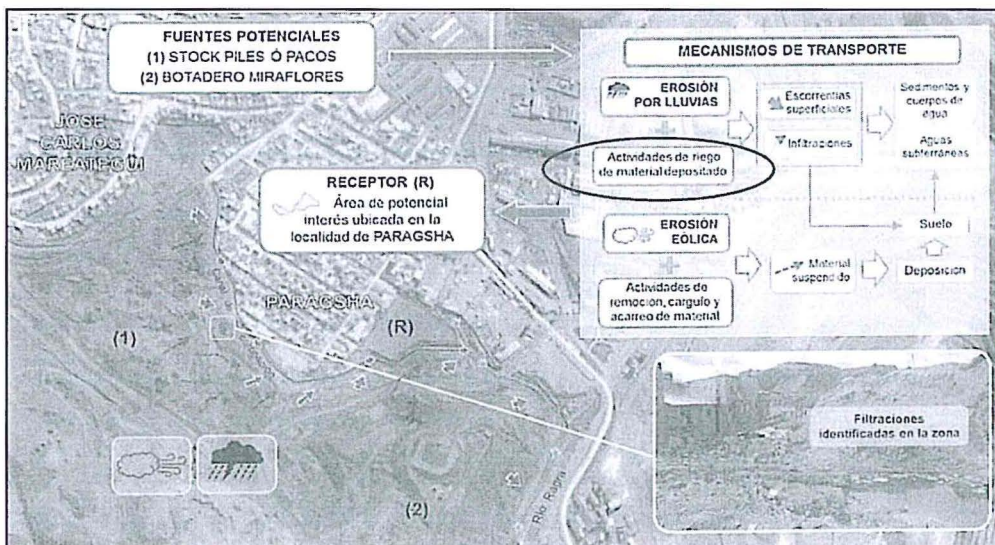 FUENTES POTENCIALES
(1) STOCK PILES Ó PACOS
(2) BOTADERO MIRAFLORES
MECANISMOS DE TRANSPORTE
EROSIÓN
POR LLUVIAS
Actividades de riego
de material depositado
Escorrentias
superficiales
Infiltraciones
Sedimentos y
cuerpos de
agua
Aguas
subterráneas
EROSIÓN
EÓLICA
Actividades de
remoción, carguío y
acarreo de material
Material
suspendido
Deposición
Suelo
JOSE
CARLOS
MAREATEGUI
RECEPTOR (R)
Área de potencial
interés ubicada en la
localidad de PARAGSHA
PARAGSHA
(R)
(1)
(2)
Río Ragra
Filtraciones
identificadas en la zona